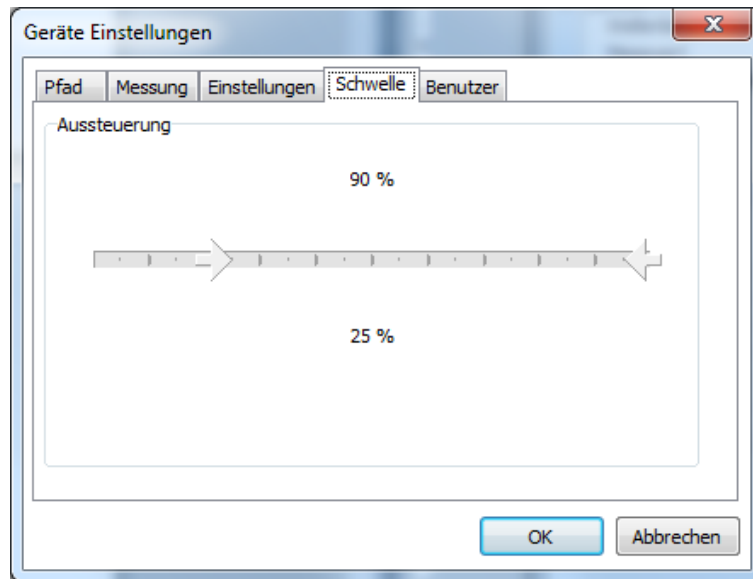 Geräte Einstellungen
Pfad Messung Einstellungen Schwelle Benutzer
Aussteuerung
90 %
25 %
OK Abbrechen